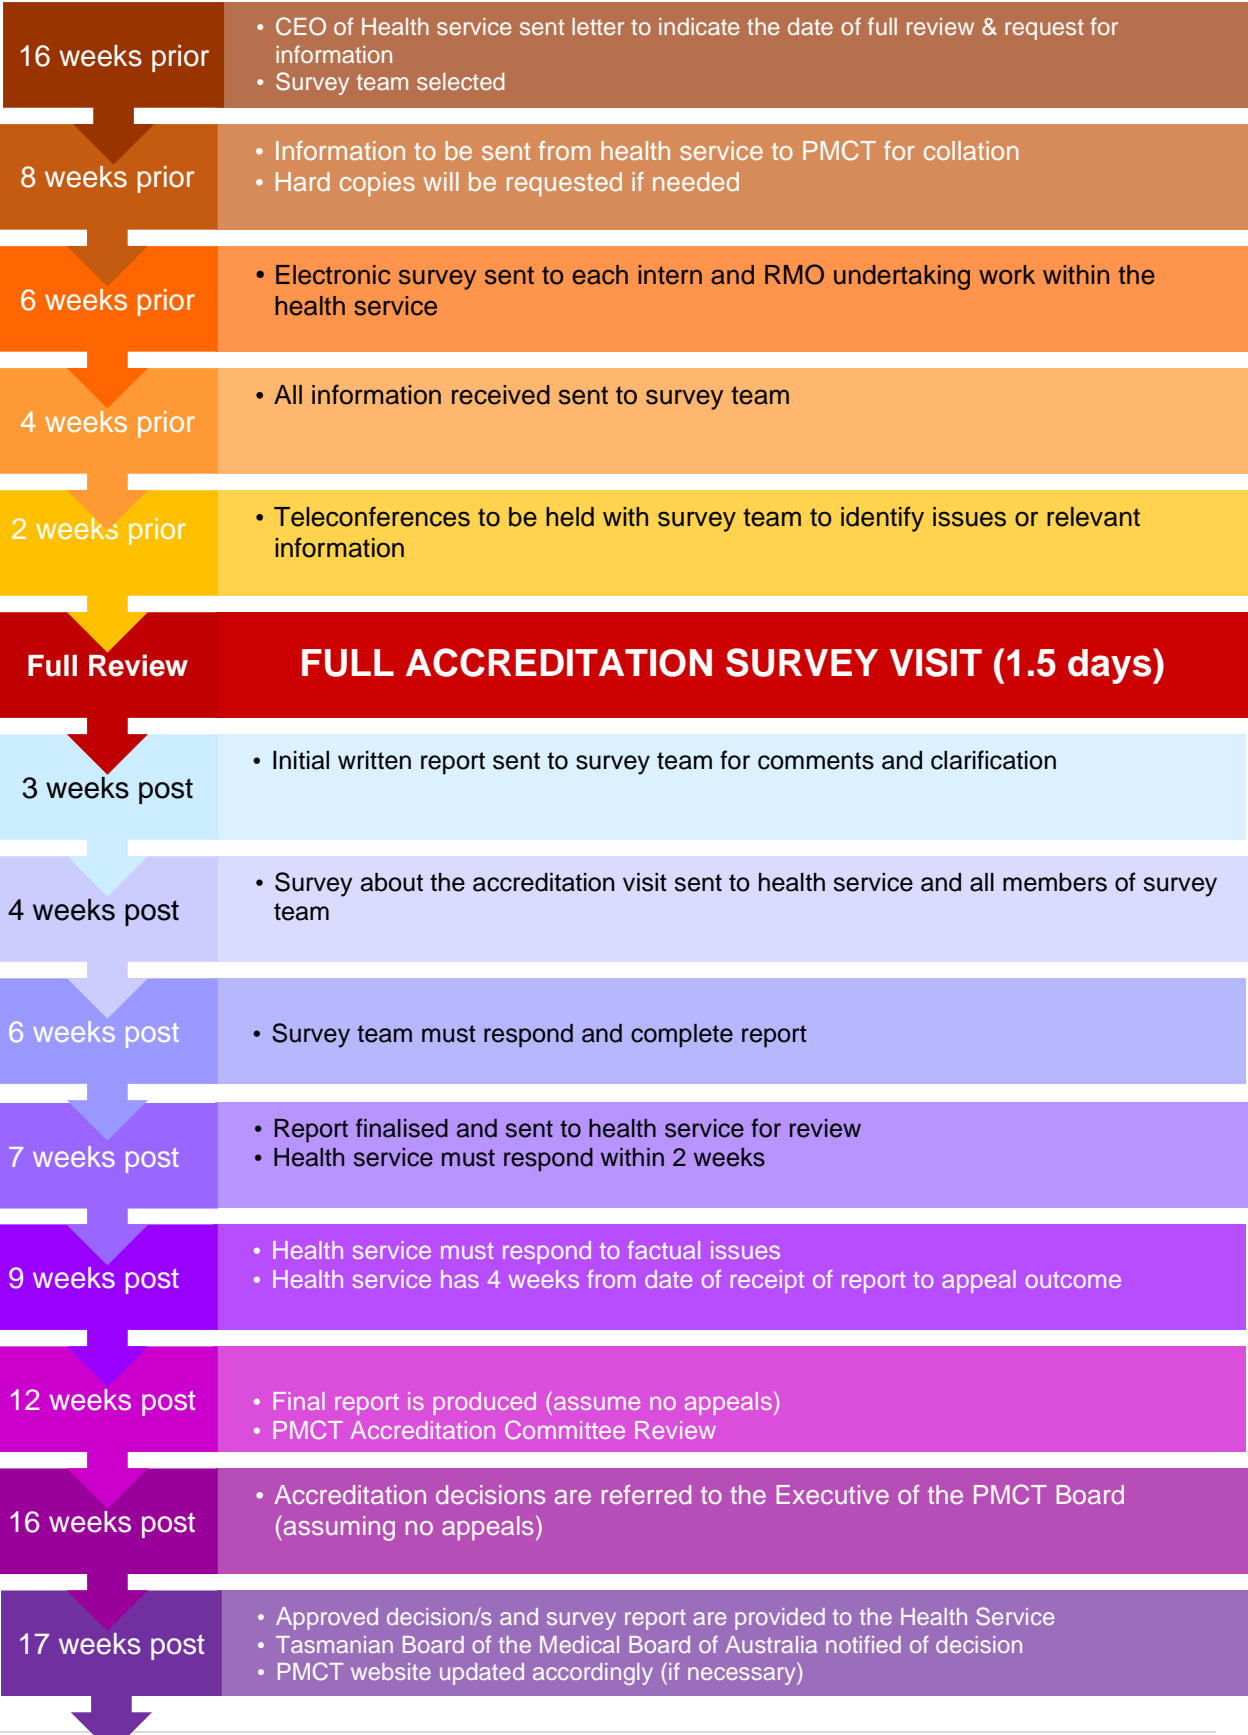 16 weeks prior
• CEO of Health service sent letter to indicate the date of full review & request for
information
• Survey team selected
8 weeks prior
• Information to be sent from health service to PMCT for collation
• Hard copies will be requested if needed
6 weeks prior
• Electronic survey sent to each intern and RMO undertaking work within the
health service
4 weeks prior
• All information received sent to survey team
2 weeks prior
• Teleconferences to be held with survey team to identify issues or relevant
information
Full Review
FULL ACCREDITATION SURVEY VISIT (1.5 days)
3 weeks post
• Initial written report sent to survey team for comments and clarification
4 weeks post
• Survey about the accreditation visit sent to health service and all members of survey
team
6 weeks post
• Survey team must respond and complete report
7 weeks post
• Report finalised and sent to health service for review
• Health service must respond within 2 weeks
9 weeks post
• Health service must respond to factual issues
• Health service has 4 weeks from date of receipt of report to appeal outcome
12 weeks post
• Final report is produced (assume no appeals)
• PMCT Accreditation Committee Review
16 weeks post
• Accreditation decisions are referred to the Executive of the PMCT Board
(assuming no appeals)
17 weeks post
• Approved decision/s and survey report are provided to the Health Service
• Tasmanian Board of the Medical Board of Australia notified of decision
• PMCT website updated accordingly (if necessary)